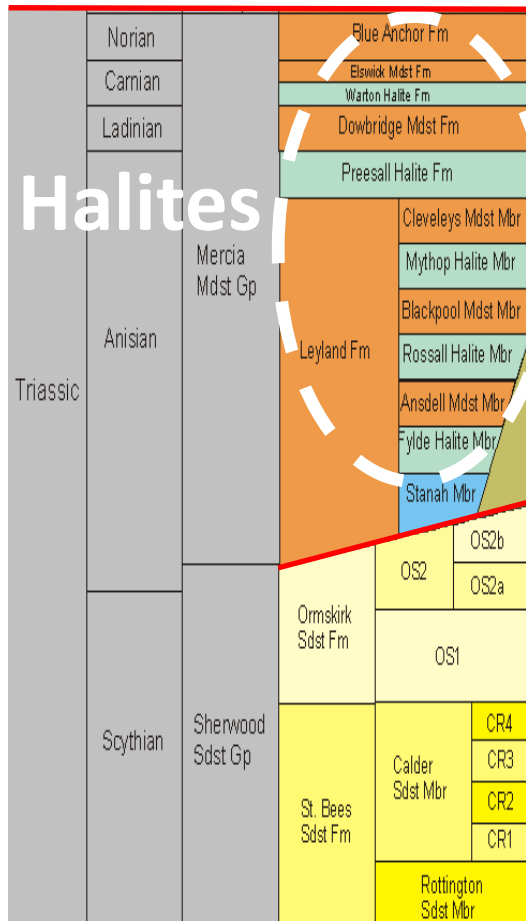 Norian
Blue Anchor Fm
Carnian
Elswick Mdst Fm
Warton Halite Fm
Ladinian
Dowbridge Mdst Fm
Preesall Halite Fm
Halites
Cleveleys Mdst Mbr
Mercia
Mdst Gp
Mythop Halite Mbr
Blackpool Mdst Mbr
Anisian
Leyland Fm
Rossall Halite Mbr
Triassic
Ansdell Mdst Mbr
Fylde Halite Mbr
Stanah Mbr
OS2b
OS2
OS2a
Ormskirk
Sdst Fm
OS1
Scythian
Sherwood
Sdst Gp
CR4
CR3
Calder
Sdst Mbr
CR2
St. Bees
Sdst Fm
CR1
Rottington
Sdst Mbr